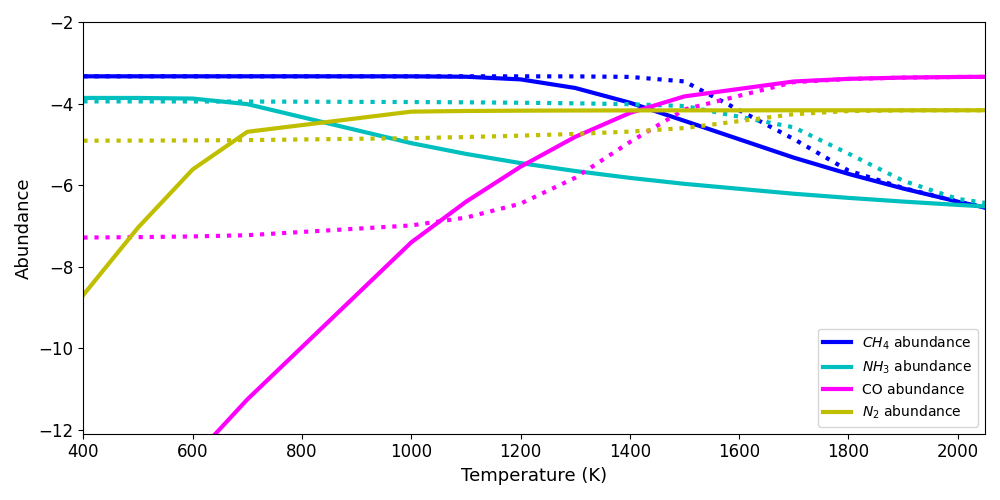 −2
−4
−6
−8
−10
−12
Abundance
400 600 800 1000 1200 1400 1600 1800 2000
Temperature (K)
CH₄ abundance
NH₃ abundance
CO abundance
N₂ abundance